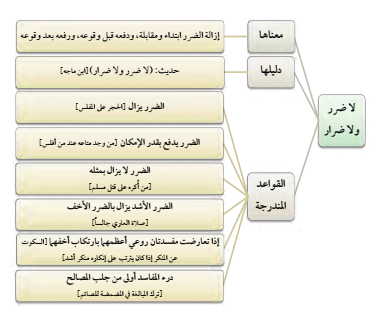 لا ضرر
ولا ضرار
معناها
إزالة الضرر ابتداء ومقابلة، ودفعه قبل وقوعه، ورفعه بعد وقوعه
دليلها
حديث: (لا ضرر ولا ضرار) [ابن ماجه]
القواعد
المندرجة
الضرر يزال [الحجر على المفلس]
الضرر يدفع بقدر الإمكان [من وجد متاعه عند من أفلس]
الضرر لا يزال بمثله
[من أُكره على قتل مسلم]
الضرر الأشد يزال بالضرر الأخف
[صلاة العاري جالساً]
إذا تعارضت مفسدتان روعي أعظمهما بارتكاب أخفهما [السكوت
عن المنكر إذا كان يترتب على إنكاره منكر أشد]
درء المفاسد أولى من جلب المصالح
[ترك المبالغة في المضمضة للصائم]